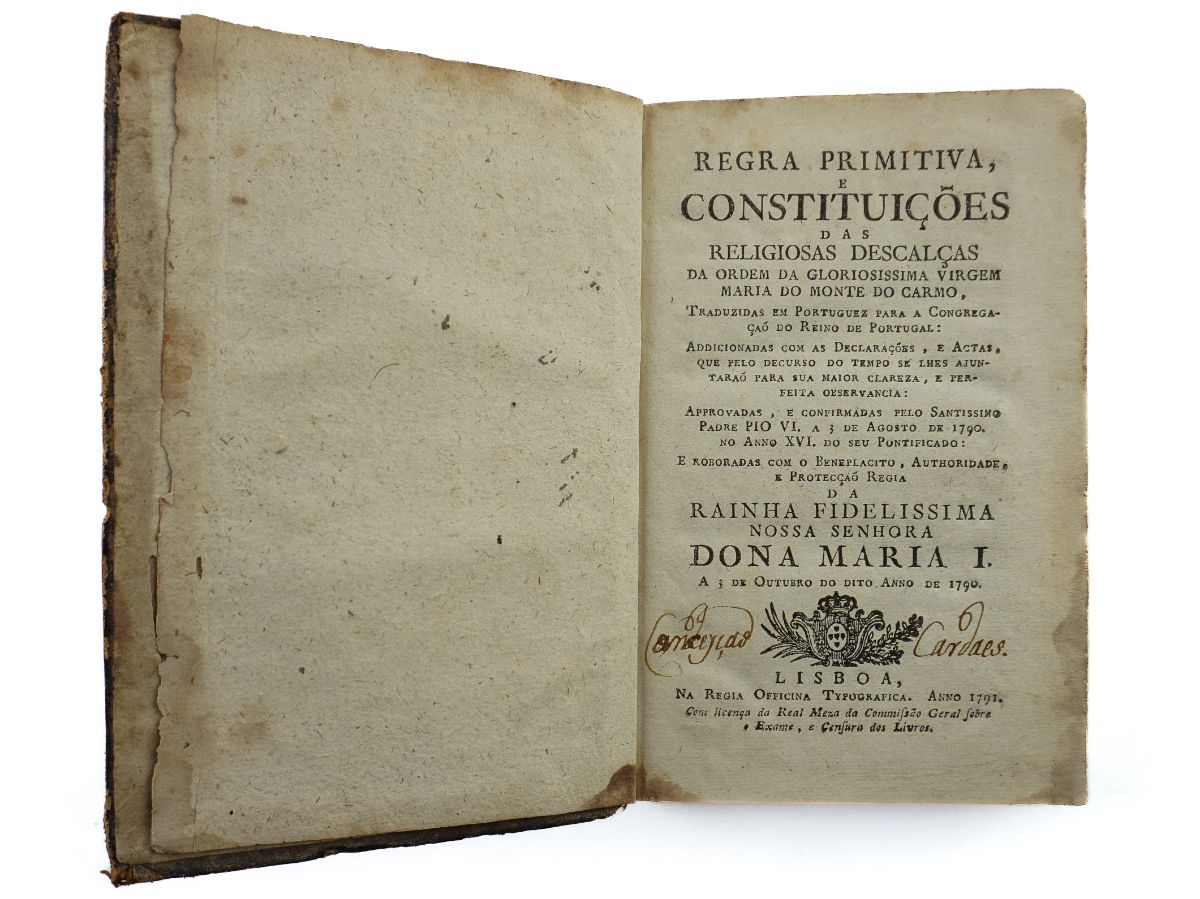 REGRA PRIMITIVA,
E
CONSTITUIÇÕES
DAS
RELIGIOSAS DESCALÇAS
DA ORDEM DA GLORIOSISSIMA VIRGEM
MARIA DO MONTE DO CARMO,
TRADUZIDAS EM PORTUGUEZ PARA A CONGREGA-
ÇAÕ DO REINO DE PORTUGAL:
ADDICIONADAS COM AS DECLARAÇÕES, E ACTAS,
QUE PELO DECURSO DO TEMPO SE LHES AJUN-
TARAÕ PARA SUA MAIOR CLAREZA, E PER-
FEITA OBSERVANCIA:
APPROVADAS, E CONFIRMADAS PELO SANTISSIMO
PADRE PIO VI. A 3 DE AGOSTO DE 1790.
NO ANNO XVI. DO SEU PONTIFICADO:
E ROBORADAS COM O BENEPLACITO, AUTHORIDADE,
E PROTECÇAÕ REGIA
DA
RAINHA FIDELISSIMA
NOSSA SENHORA
DONA MARIA I.
A 3 DE OUTUBRO DO DITO ANNO DE 1790.
Conceyçaõ Cardaes.
LISBOA,
NA REGIA OFFICINA TYPOGRAFICA. ANNO 1791.
Com licença da Real Meza da Commiſsão Geral ſobre
o Exame, e Cenſura dos Livros.